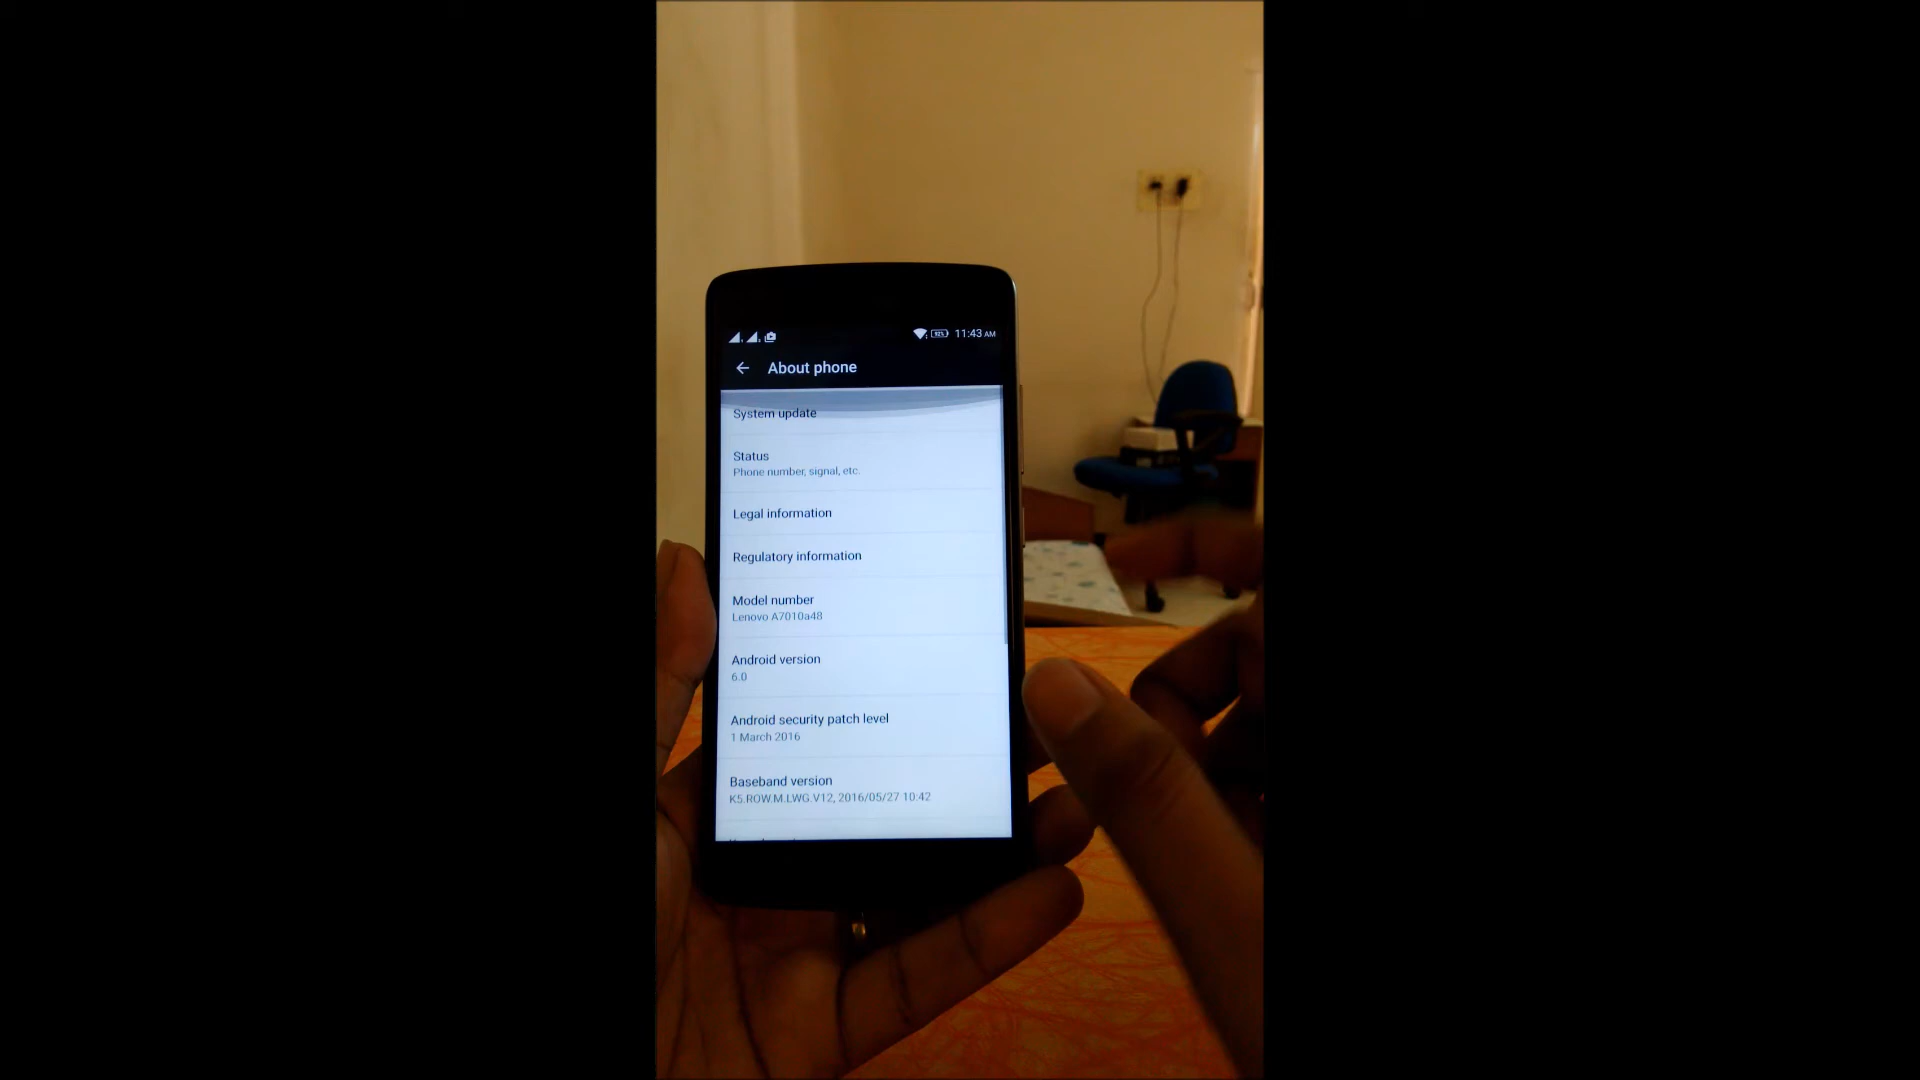 11:43 AM
About phone
System update
Status
Phone number, signal, etc.
Legal information
Regulatory information
Model number
Lenovo A7010a48
Android version
6.0
Android security patch level
1 March 2016
Baseband version
K5.ROW.M.LWG.V12, 2016/05/27 10:42